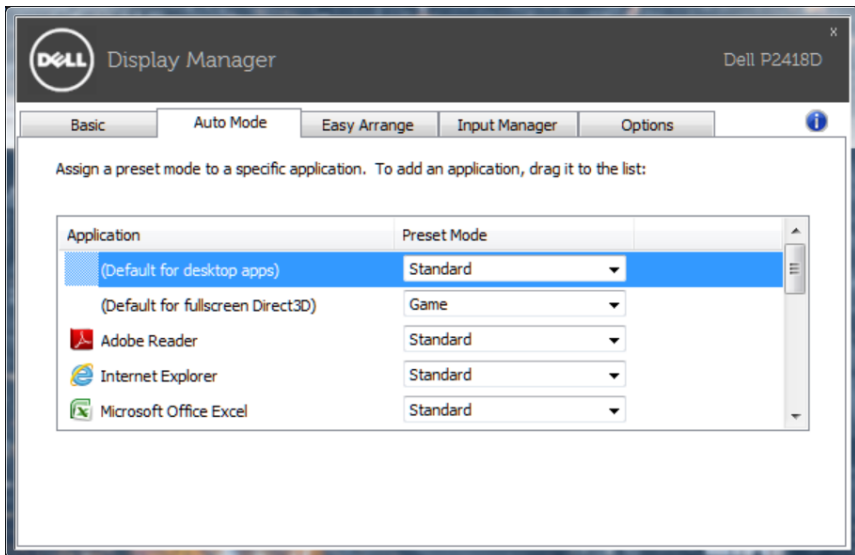 DELL Display Manager
x
Dell P2418D
Basic Auto Mode Easy Arrange Input Manager Options
Assign a preset mode to a specific application. To add an application, drag it to the list:
Application Preset Mode
(Default for desktop apps) Standard
(Default for fullscreen Direct3D) Game
Adobe Reader Standard
Internet Explorer Standard
Microsoft Office Excel Standard